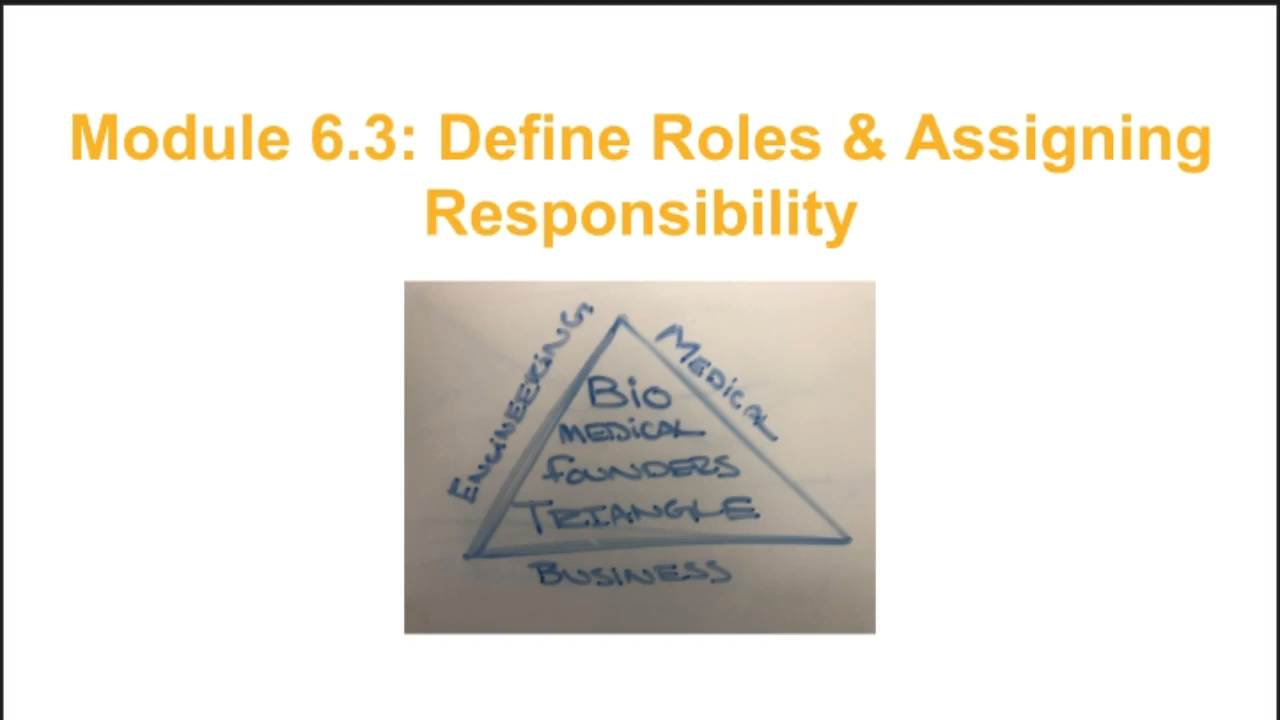 Module 6.3: Define Roles & Assigning
Responsibility
ENGINEERING
MEDiCAL
Bio
MEDiCAL
FOUNDERS
TRIANGLE
BUSiNESS